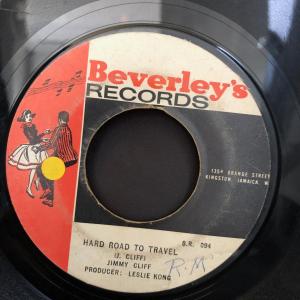 Beverley's
RECORDS
135A ORANGE STREET
KINGSTON, JAMAICA, W
HARD ROAD TO TRAVEL
B.R. 094
(J. CLIFF)
JIMMY CLIFF
PRODUCER: LESLIE KONG
R.M